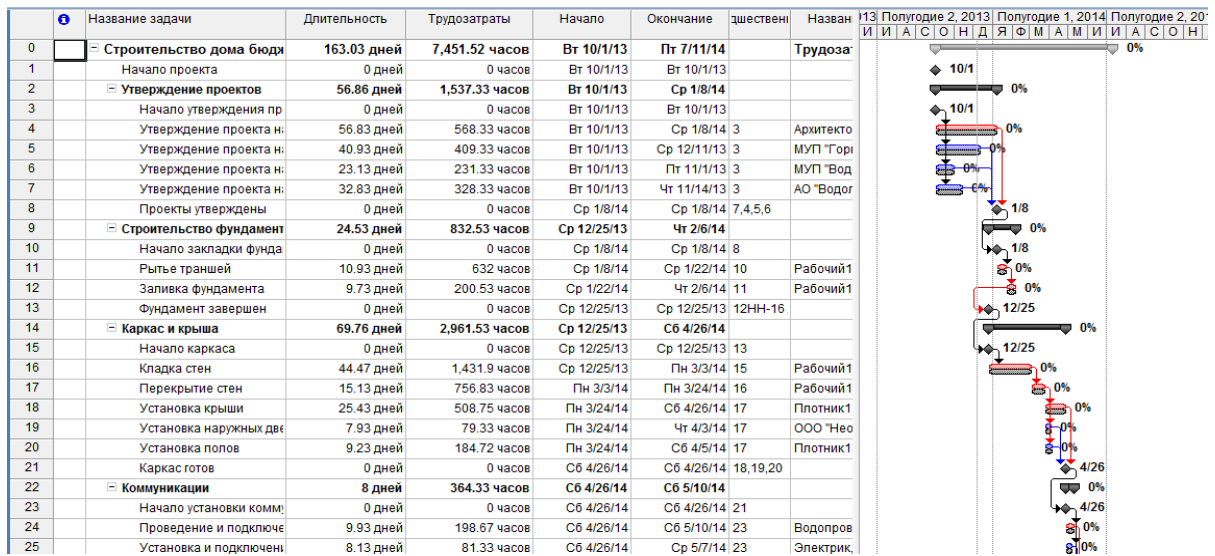 Название задачи Длительность Трудозатраты Начало Окончание дшественн Назван 013 Полугодие 2, 2013 Полугодие 1, 2014 Полугодие 2, 201
И И А С О Н Д Я Ф М А М И И А С О Н
0 Строительство дома бюдж 163.03 дней 7,451.52 часов Вт 10/1/13 Пт 7/11/14 Трудозат 0%
1 Начало проекта 0 дней 0 часов Вт 10/1/13 Вт 10/1/13 10/1
2 Утверждение проектов 56.86 дней 1,537.33 часов Вт 10/1/13 Ср 1/8/14 0%
3 Начало утверждения пр 0 дней 0 часов Вт 10/1/13 Вт 10/1/13 10/1
4 Утверждение проекта на 56.83 дней 568.33 часов Вт 10/1/13 Ср 1/8/14 3 Архитекто 0%
5 Утверждение проекта на 40.93 дней 409.33 часов Вт 10/1/13 Ср 12/11/13 3 МУП "Горн 0%
6 Утверждение проекта на 23.13 дней 231.33 часов Вт 10/1/13 Пт 11/1/13 3 МУП "Вод 0%
7 Утверждение проекта на 32.83 дней 328.33 часов Вт 10/1/13 Чт 11/14/13 3 АО "Водог 0%
8 Проекты утверждены 0 дней 0 часов Ср 1/8/14 Ср 1/8/14 7,4,5,6 1/8
9 Строительство фундамент 24.53 дней 832.53 часов Ср 12/25/13 Чт 2/6/14 0%
10 Начало закладки фунда 0 дней 0 часов Ср 1/8/14 Ср 1/8/14 8 1/8
11 Рытье траншей 10.93 дней 632 часов Ср 1/8/14 Ср 1/22/14 10 Рабочий1 0%
12 Заливка фундамента 9.73 дней 200.53 часов Ср 1/22/14 Чт 2/6/14 11 Рабочий1 0%
13 Фундамент завершен 0 дней 0 часов Ср 12/25/13 Ср 12/25/13 12НН-16 12/25
14 Каркас и крыша 69.76 дней 2,961.53 часов Ср 12/25/13 Сб 4/26/14 0%
15 Начало каркаса 0 дней 0 часов Ср 12/25/13 Ср 12/25/13 13 12/25
16 Кладка стен 44.47 дней 1,431.9 часов Ср 12/25/13 Пн 3/3/14 15 Рабочий1 0%
17 Перекрытие стен 15.13 дней 756.83 часов Пн 3/3/14 Пн 3/24/14 16 Рабочий1 0%
18 Установка крыши 25.43 дней 508.75 часов Пн 3/24/14 Сб 4/26/14 17 Плотник1 0%
19 Установка наружных две 7.93 дней 79.33 часов Пн 3/24/14 Чт 4/3/14 17 ООО "Нео 0%
20 Установка полов 9.23 дней 184.72 часов Пн 3/24/14 Сб 4/5/14 17 Плотник1 0%
21 Каркас готов 0 дней 0 часов Сб 4/26/14 Сб 4/26/14 18,19,20 4/26
22 Коммуникации 8 дней 364.33 часов Сб 4/26/14 Сб 5/10/14 0%
23 Начало установки комму 0 дней 0 часов Сб 4/26/14 Сб 4/26/14 21 4/26
24 Проведение и подключе 9.93 дней 198.67 часов Сб 4/26/14 Сб 5/10/14 23 Водопров 0%
25 Установка и подключени 8.13 дней 81.33 часов Сб 4/26/14 Ср 5/7/14 23 Электрик, 0%